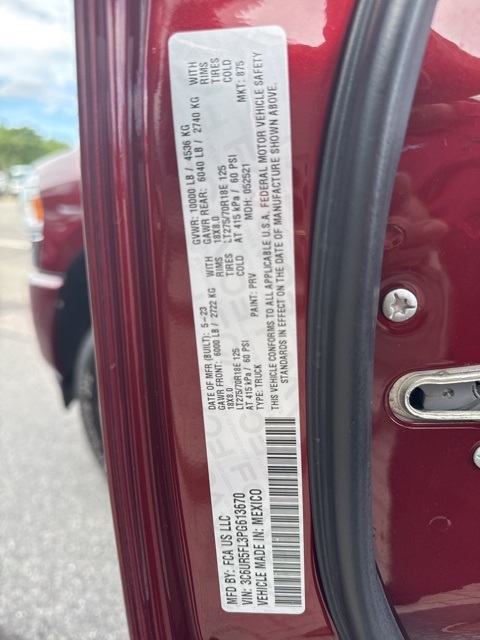 MFD BY: FCA US LLC
DATE OF MFR (BUILT): 5-23 GVWR: 10000 LB / 4536 KG
GAWR FRONT: 6000 LB / 2722 KG WITH GAWR REAR: 6040 LB / 2740 KG WITH
18X8.0 RIMS 18X8.0 RIMS
LT275/70R18E 125 TIRES LT275/70R18E 125 TIRES
AT 415 kPa / 60 PSI COLD AT 415 kPa / 60 PSI COLD
VIN: 3C6UR5FL3PG613670 TYPE: TRUCK PAINT: PRV MDH: 052521 MKT: 875
VEHICLE MADE IN: MEXICO
THIS VEHICLE CONFORMS TO ALL APPLICABLE U.S.A. FEDERAL MOTOR VEHICLE SAFETY
STANDARDS IN EFFECT ON THE DATE OF MANUFACTURE SHOWN ABOVE.